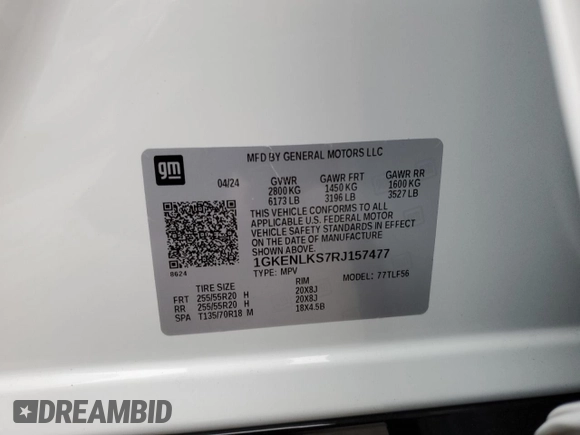 gm
MFD BY GENERAL MOTORS LLC
04/24 GVWR GAWR FRT GAWR RR
2800 KG 1450 KG 1600 KG
6173 LB 3196 LB 3527 LB
THIS VEHICLE CONFORMS TO ALL
APPLICABLE U.S. FEDERAL MOTOR
VEHICLE SAFETY STANDARDS IN EFFECT
ON THE DATE OF MANUFACTURE
SHOWN ABOVE.
1GKENLKS7RJ157477
8624 TYPE: MPV MODEL: 77TLF56
TIRE SIZE RIM
FRT 255/55R20 H 20X8J
RR 255/55R20 H 20X8J
SPA T135/70R18 M 18X4.5B
DREAMBID